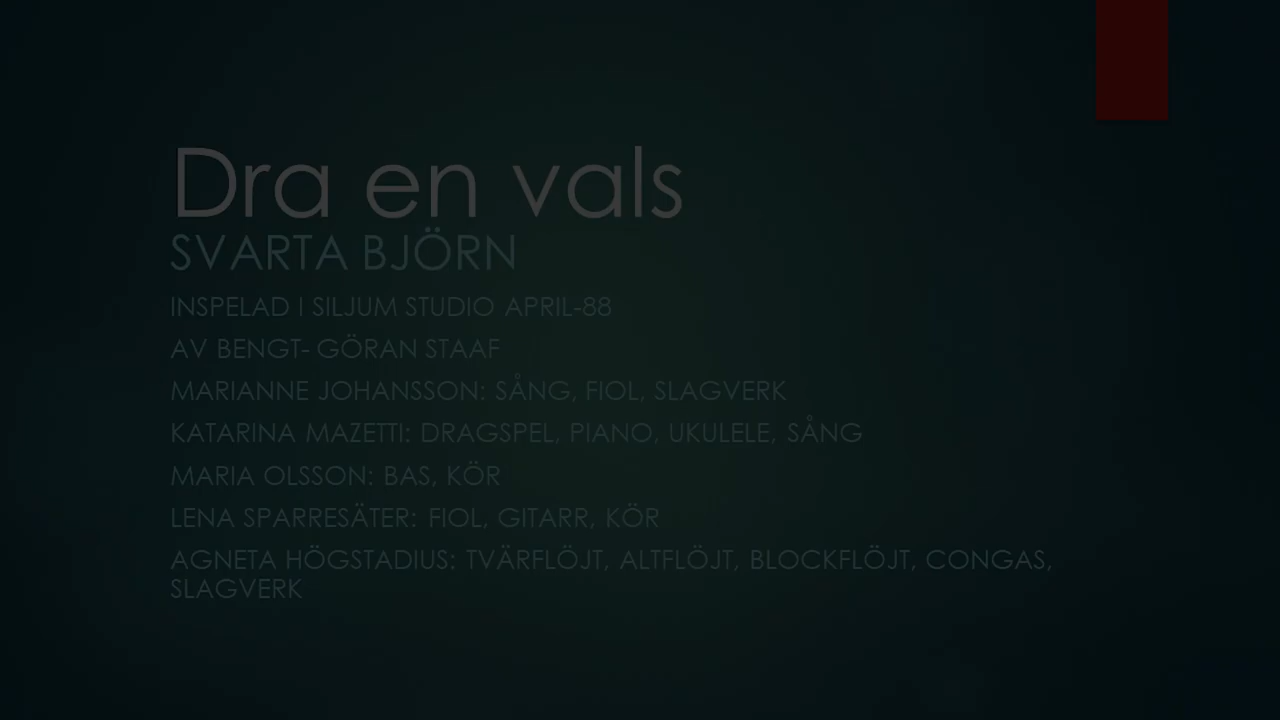 Dra en vals
SVARTA BJÖRN
INSPELAD I SILJUM STUDIO APRIL-88
AV BENGT- GÖRAN STAAF
MARIANNE JOHANSSON: SÅNG, FIOL, SLAGVERK
KATARINA MAZETTI: DRAGSPEL, PIANO, UKULELE, SÅNG
MARIA OLSSON: BAS, KÖR
LENA SPARRESÄTER: FIOL, GITARR, KÖR
AGNETA HÖGSTADIUS: TVÄRFLÖJT, ALTFLÖJT, BLOCKFLÖJT, CONGAS,
SLAGVERK